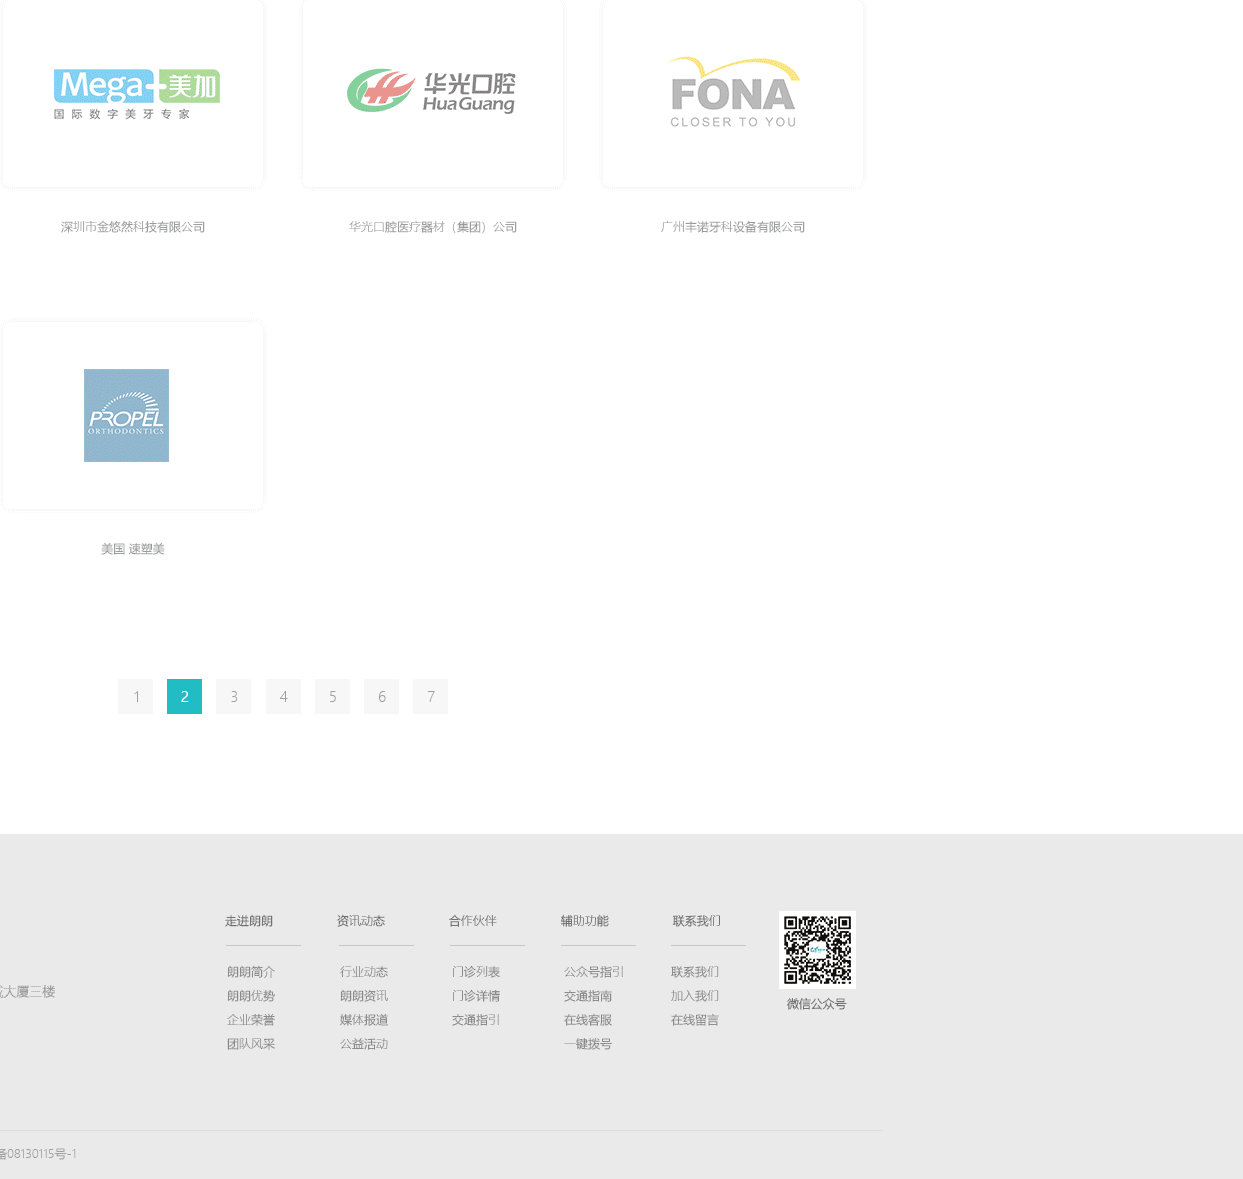 Mega+美加
国际数字美牙专家
华光口腔
HuaGuang
FONA
CLOSER TO YOU
深圳市金悠然科技有限公司
华光口腔医疗器材（集团）公司
广州丰诺牙科设备有限公司
PROPEL
ORTHODONTICS
美国 速塑美
1 2 3 4 5 6 7
走进朗朗
朗朗简介
朗朗优势
企业荣誉
团队风采
资讯动态
行业动态
朗朗资讯
媒体报道
公益活动
合作伙伴
门诊列表
门诊详情
交通指引
辅助功能
公众号指引
交通指南
在线客服
一键拨号
联系我们
联系我们
加入我们
在线留言
微信公众号
大厦三楼
备08130115号-1